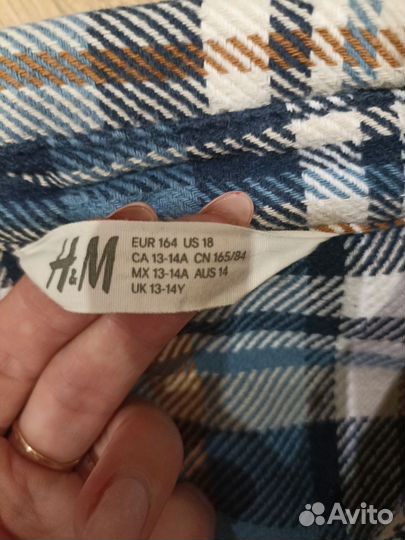 H&M
EUR 164 US 18
CA 13-14A CN 165/84
MX 13-14A AUS 14
UK 13-14Y
Avito